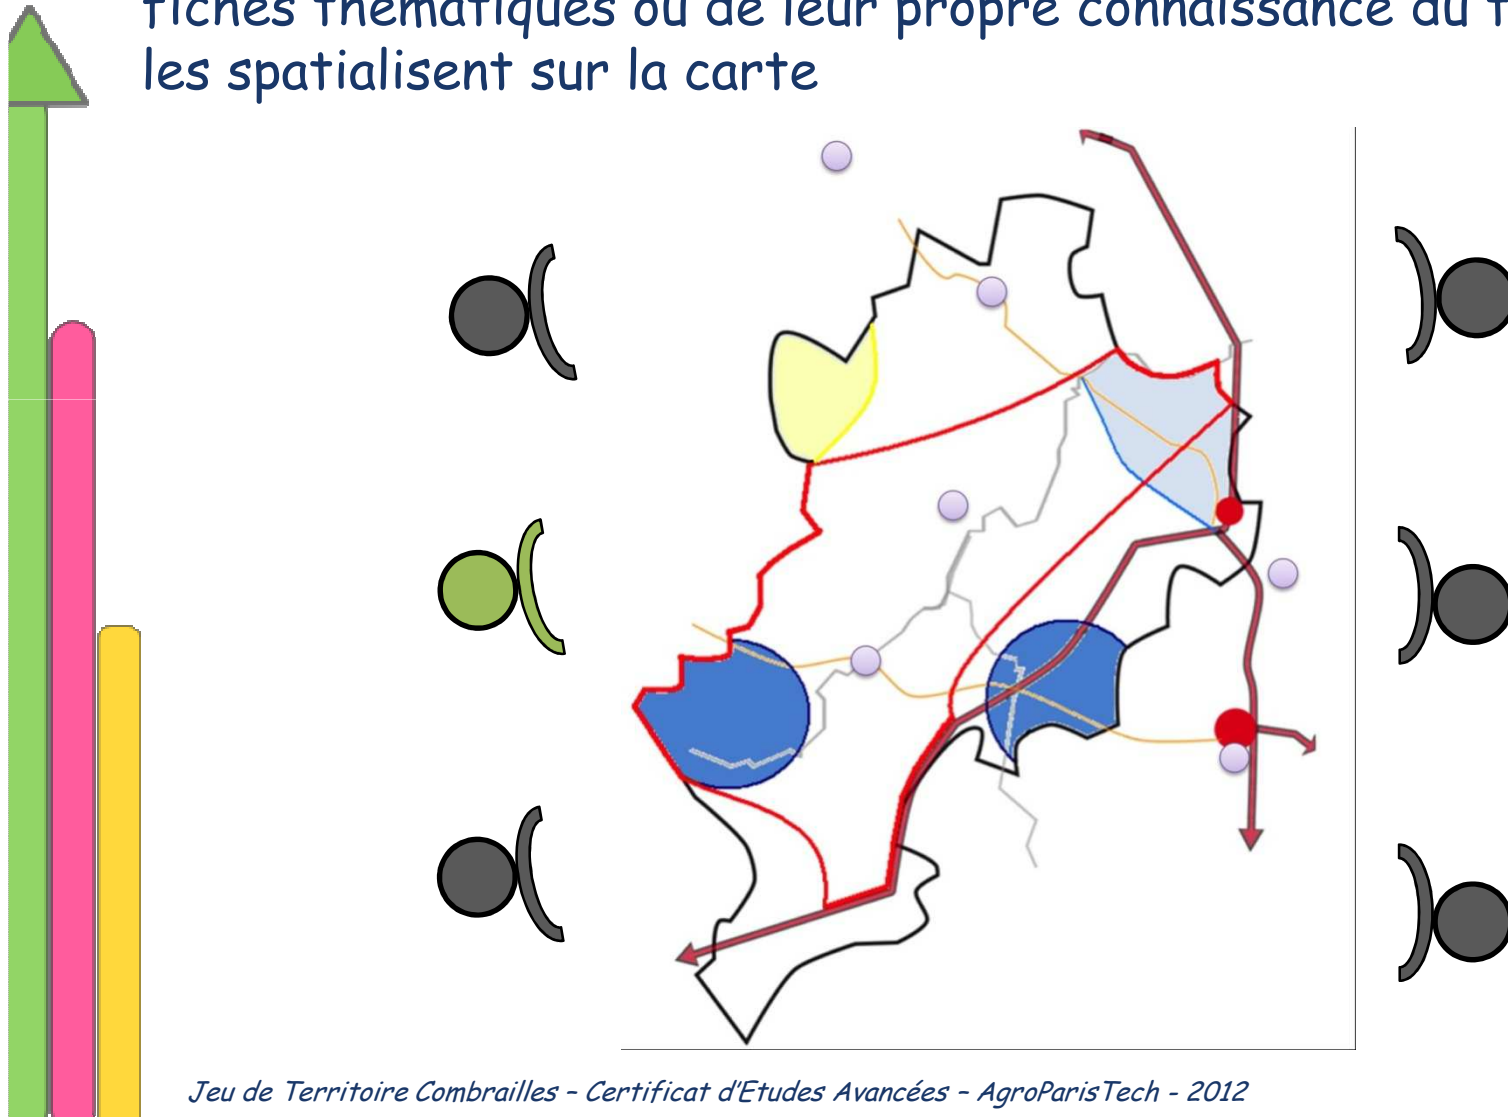 fiches thématiques ou de leur propre connaissance du
les spatialisent sur la carte
Jeu de Territoire Combrailles – Certificat d'Etudes Avancées – AgroParisTech - 2012